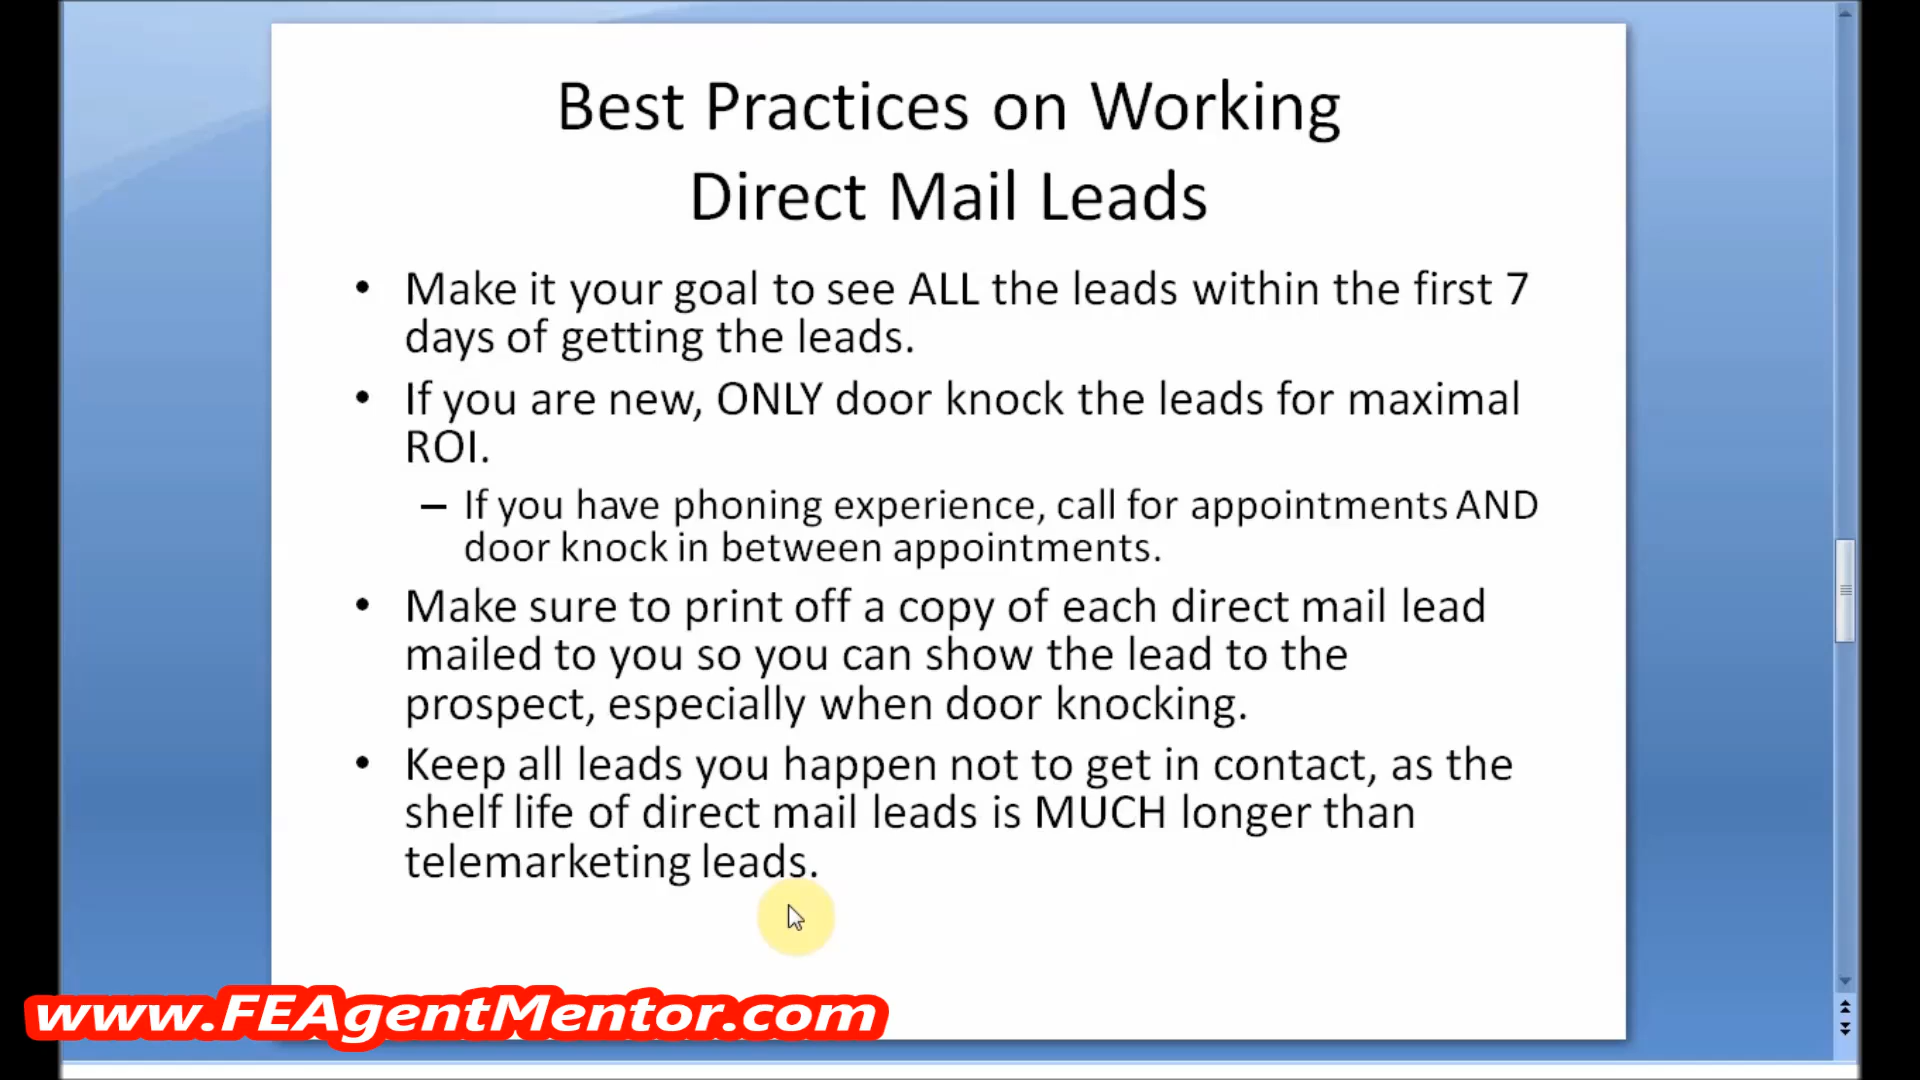 Best Practices on Working
Direct Mail Leads
• Make it your goal to see ALL the leads within the first 7
days of getting the leads.
• If you are new, ONLY door knock the leads for maximal
ROI.
– If you have phoning experience, call for appointments AND
door knock in between appointments.
• Make sure to print off a copy of each direct mail lead
mailed to you so you can show the lead to the
prospect, especially when door knocking.
• Keep all leads you happen not to get in contact, as the
shelf life of direct mail leads is MUCH longer than
telemarketing leads.
www.FEAgentMentor.com